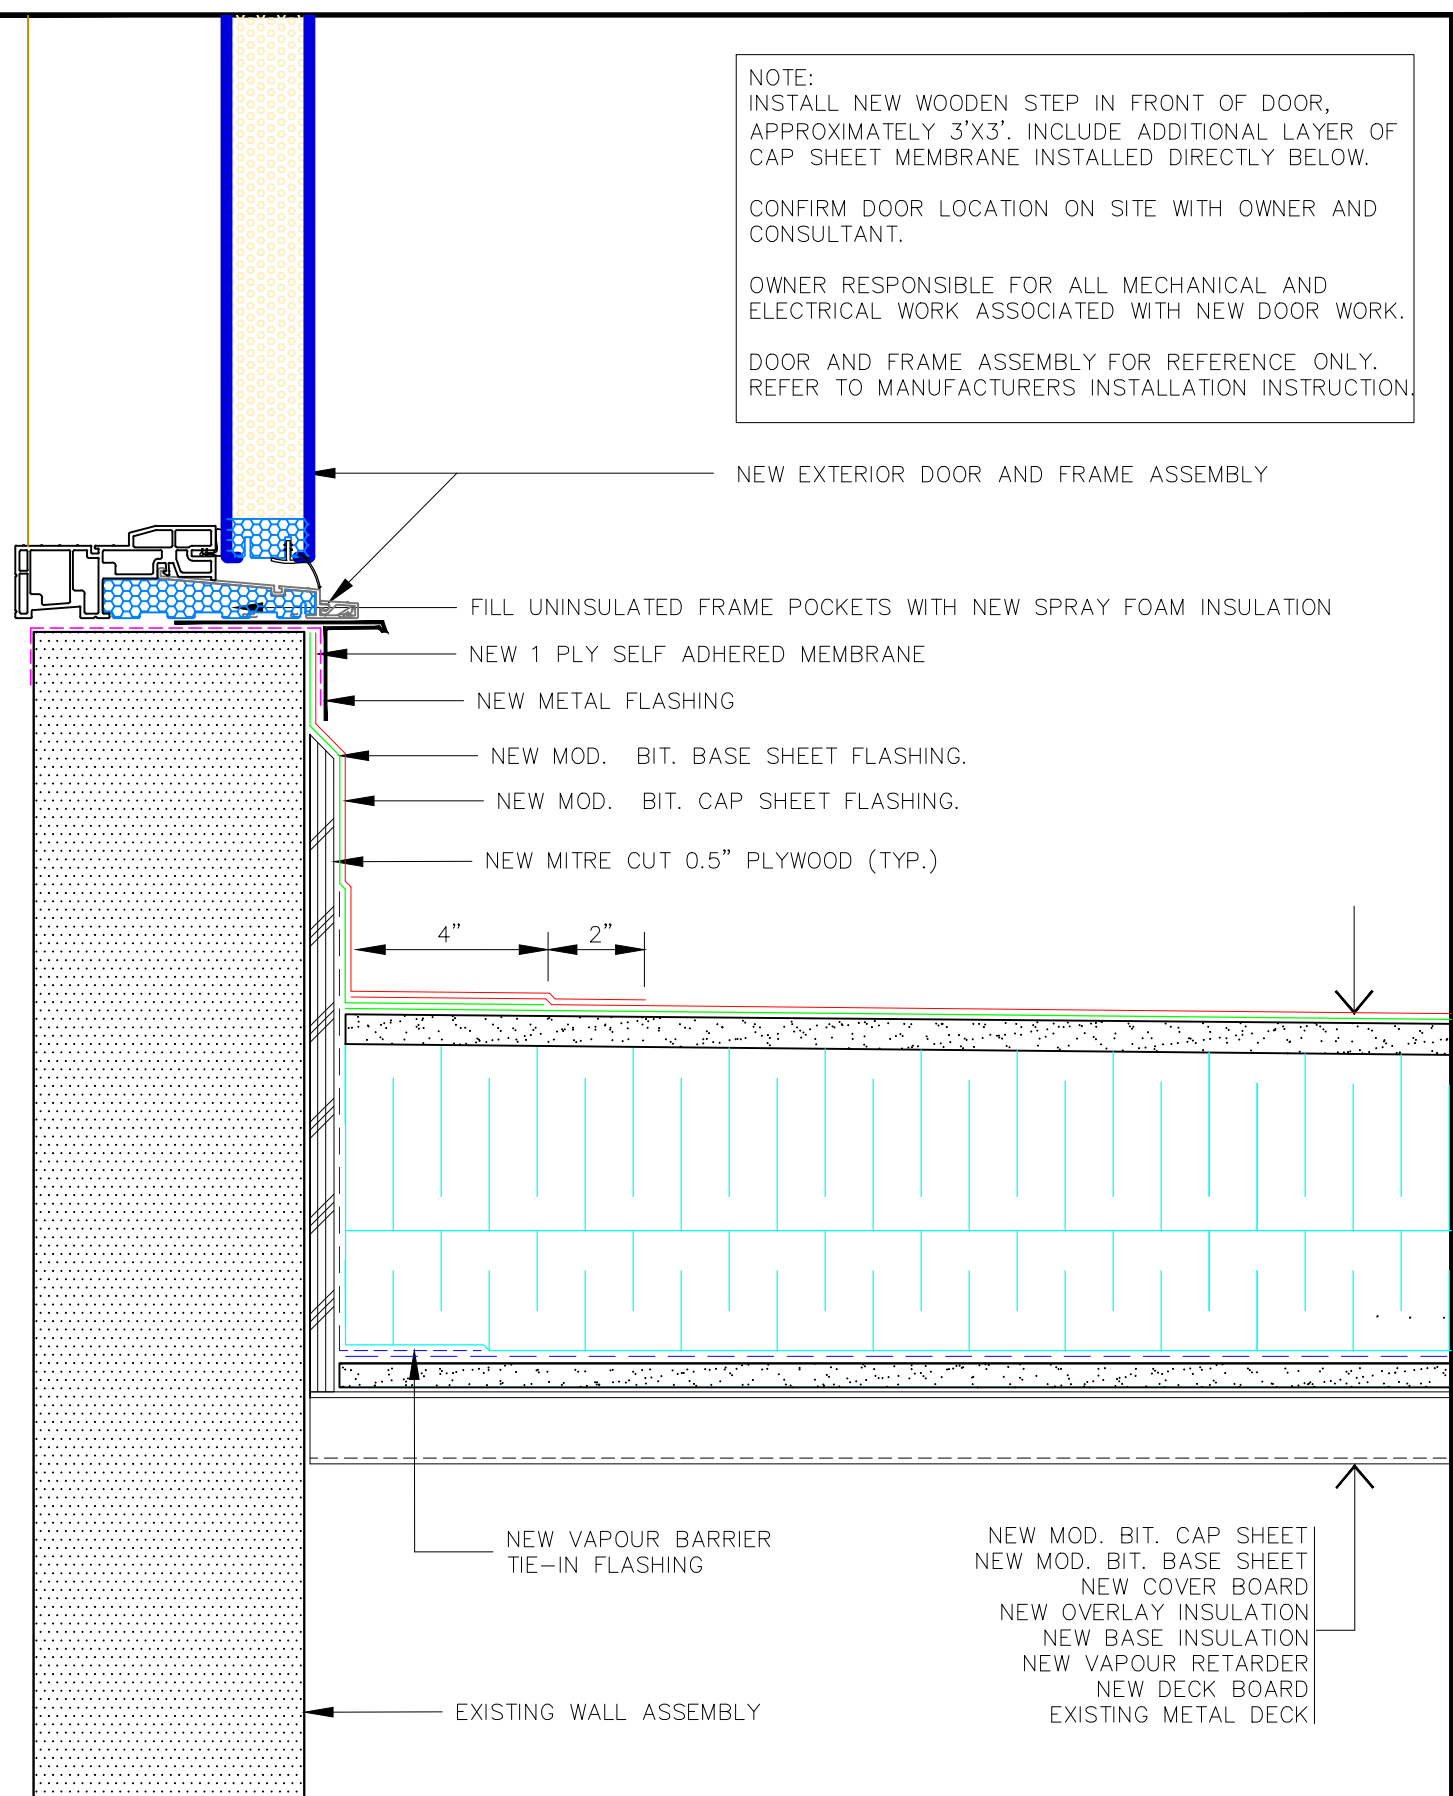 NOTE:
INSTALL NEW WOODEN STEP IN FRONT OF DOOR,
APPROXIMATELY 3'X3'. INCLUDE ADDITIONAL LAYER OF
CAP SHEET MEMBRANE INSTALLED DIRECTLY BELOW.
CONFIRM DOOR LOCATION ON SITE WITH OWNER AND
CONSULTANT.
OWNER RESPONSIBLE FOR ALL MECHANICAL AND
ELECTRICAL WORK ASSOCIATED WITH NEW DOOR WORK.
DOOR AND FRAME ASSEMBLY FOR REFERENCE ONLY.
REFER TO MANUFACTURERS INSTALLATION INSTRUCTION.
NEW EXTERIOR DOOR AND FRAME ASSEMBLY
FILL UNINSULATED FRAME POCKETS WITH NEW SPRAY FOAM INSULATION
NEW 1 PLY SELF ADHERED MEMBRANE
NEW METAL FLASHING
NEW MOD. BIT. BASE SHEET FLASHING.
NEW MOD. BIT. CAP SHEET FLASHING.
NEW MITRE CUT 0.5" PLYWOOD (TYP.)
4" 2"
NEW VAPOUR BARRIER
TIE-IN FLASHING
NEW MOD. BIT. CAP SHEET
NEW MOD. BIT. BASE SHEET
NEW COVER BOARD
NEW OVERLAY INSULATION
NEW BASE INSULATION
NEW VAPOUR RETARDER
NEW DECK BOARD
EXISTING METAL DECK
EXISTING WALL ASSEMBLY